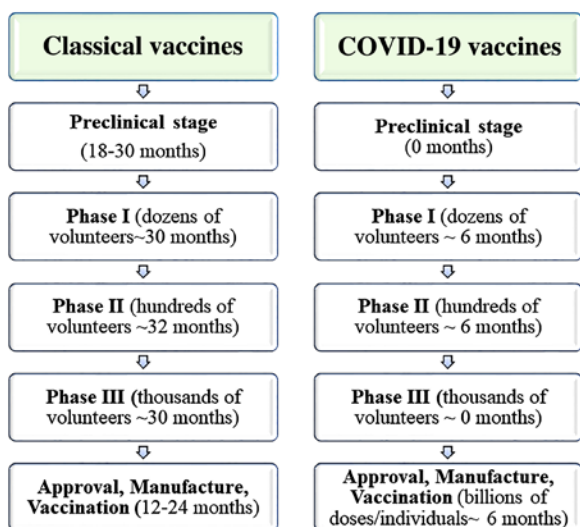 Classical vaccines
Preclinical stage
(18-30 months)
Phase I (dozens of
volunteers~30 months)
Phase II (hundreds of
volunteers ~32 months)
Phase III (thousands of
volunteers ~30 months)
Approval, Manufacture,
Vaccination (12-24 months)
COVID-19 vaccines
Preclinical stage
(0 months)
Phase I (dozens of
volunteers ~ 6 months)
Phase II (hundreds of
volunteers ~ 6 months)
Phase III (thousands of
volunteers ~ 0 months)
Approval, Manufacture,
Vaccination (billions of
doses/individuals~ 6 months)